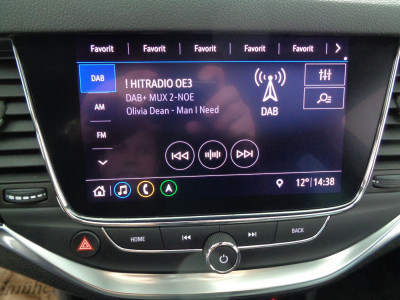 Favorit Favorit Favorit Favorit Favorit
DAB
! HITRADIO OE3
DAB+ MUX 2-NOE
AM
Olivia Dean - Man I Need
DAB
FM
12° 14:38
HOME
BACK